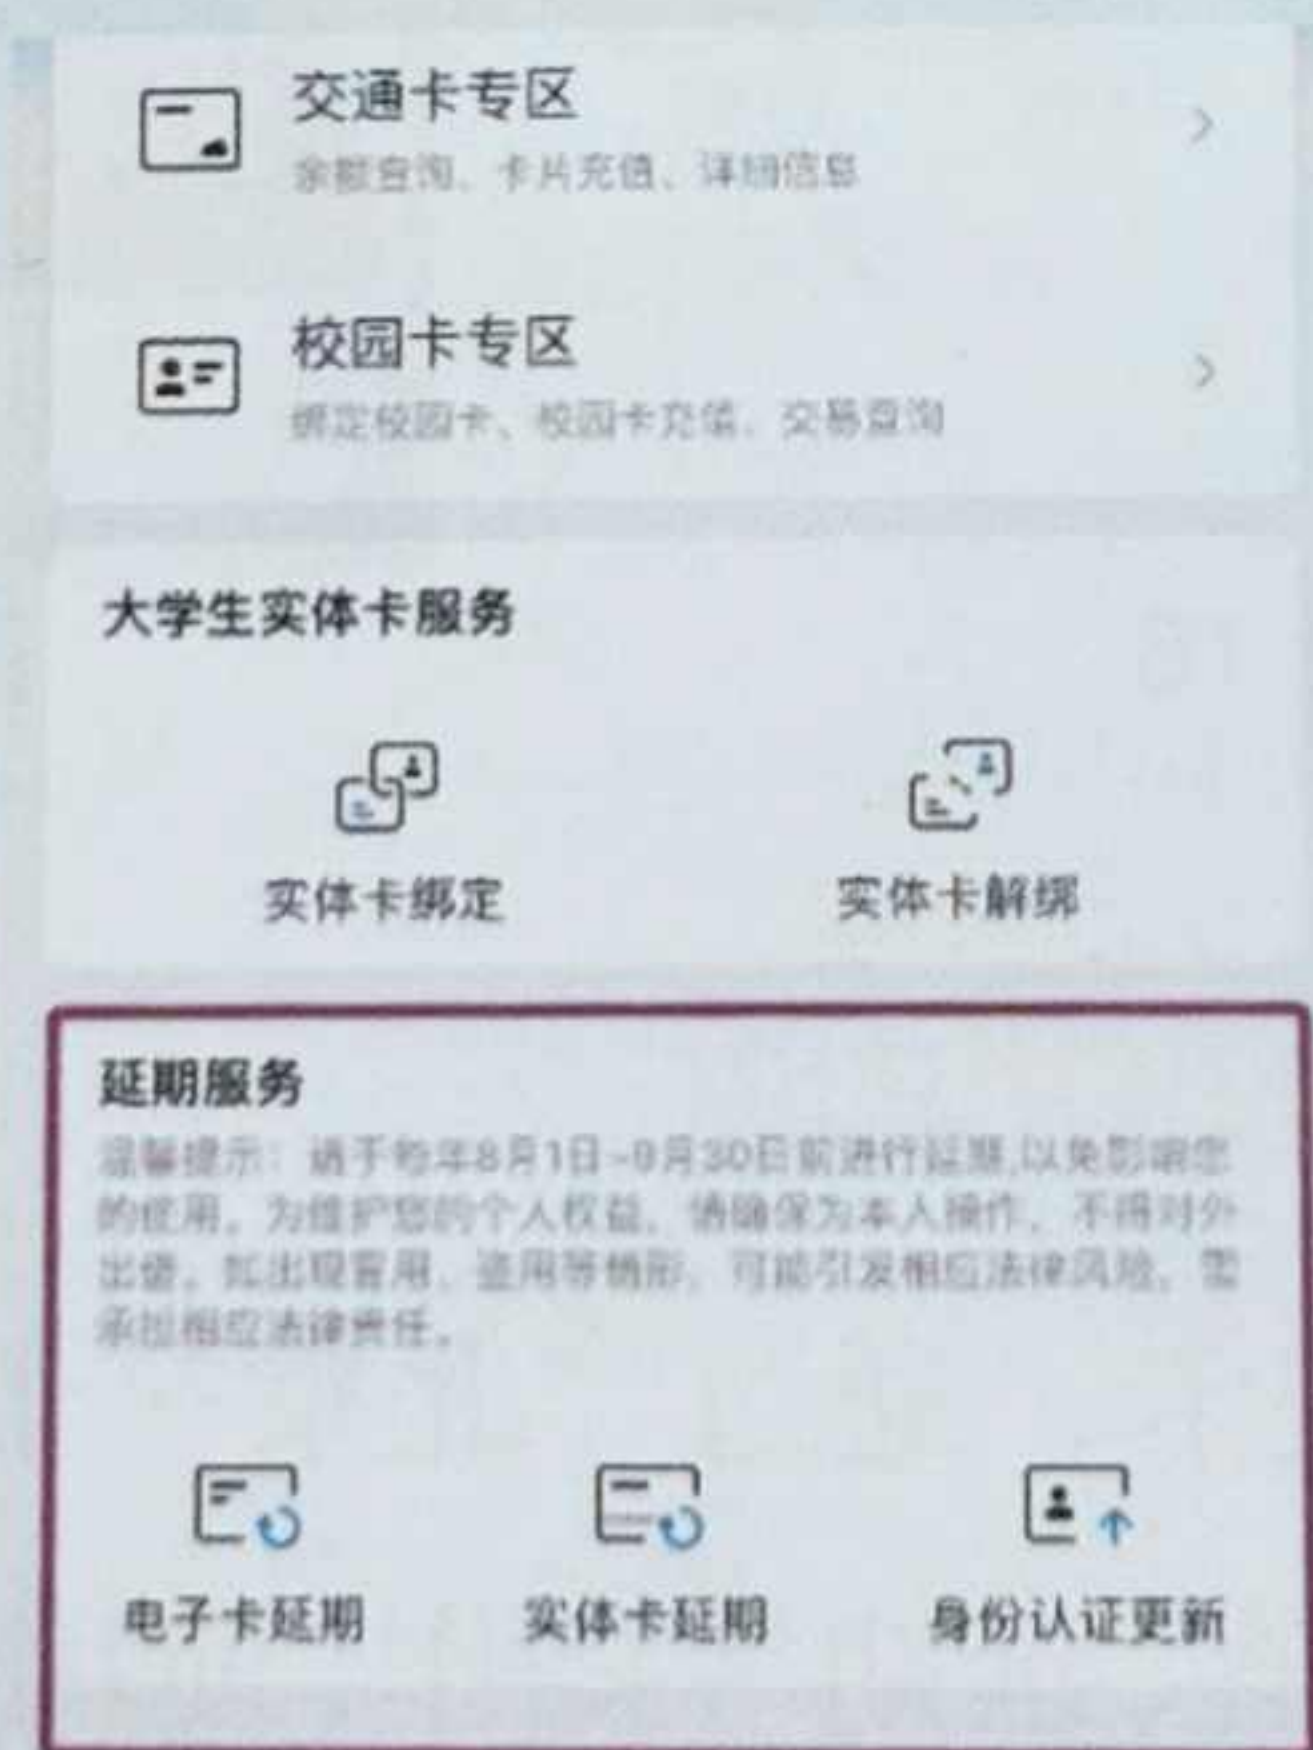 交通卡专区
余额查询、卡片充值、详细信息
校园卡专区
绑定校园卡、校园卡充值、交易查询
大学生实体卡服务
实体卡绑定
实体卡解绑
延期服务
温馨提示：请于每年8月1日~9月30日前进行延期,以免影响您
的使用。为维护您的个人权益，请确保为本人操作，不得对外
出借。如出现冒用、盗用等情形，可能引发相应法律风险，需
承担相应法律责任。
电子卡延期
实体卡延期
身份认证更新